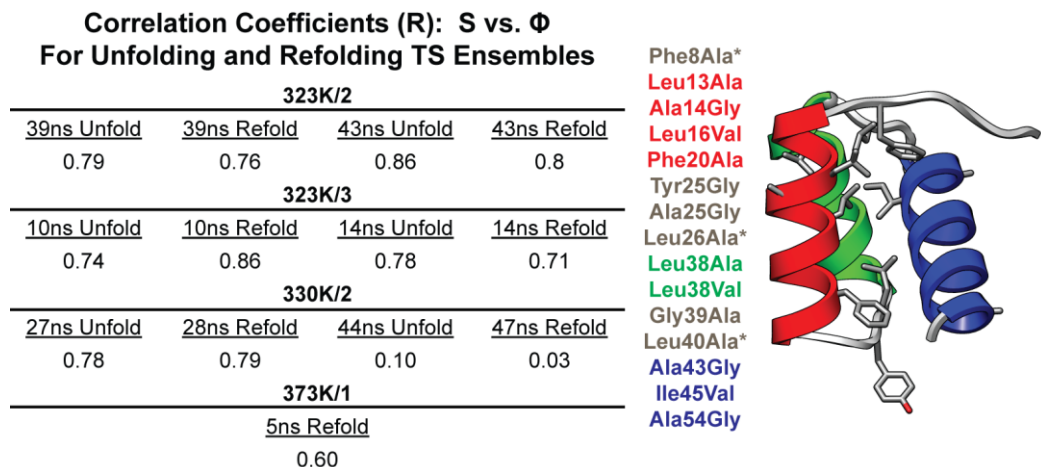 Correlation Coefficients (R): S vs. Φ
For Unfolding and Refolding TS Ensembles
323K/2
39ns Unfold 39ns Refold 43ns Unfold 43ns Refold
0.79 0.76 0.86 0.8
323K/3
10ns Unfold 10ns Refold 14ns Unfold 14ns Refold
0.74 0.86 0.78 0.71
330K/2
27ns Unfold 28ns Refold 44ns Unfold 47ns Refold
0.78 0.79 0.10 0.03
373K/1
5ns Refold
0.60
Phe8Ala*
Leu13Ala
Ala14Gly
Leu16Val
Phe20Ala
Tyr25Gly
Ala25Gly
Leu26Ala*
Leu38Ala
Leu38Val
Gly39Ala
Leu40Ala*
Ala43Gly
Ile45Val
Ala54Gly